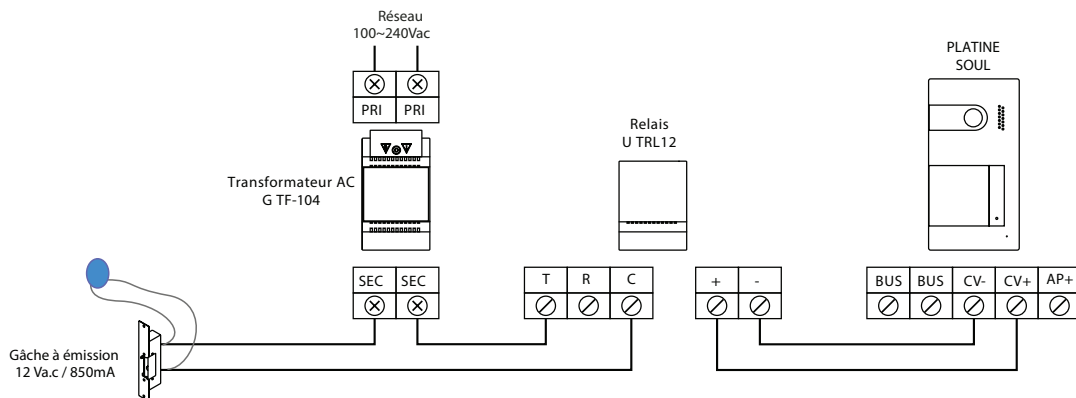 Réseau
100~240Vac
PRI PRI
Transformateur AC
G TF-104
SEC SEC
Relais
U TRL12
T R C
+ -
PLATINE
SOUL
BUS BUS CV- CV+ AP+
Gâche à émission
12 Va.c / 850mA